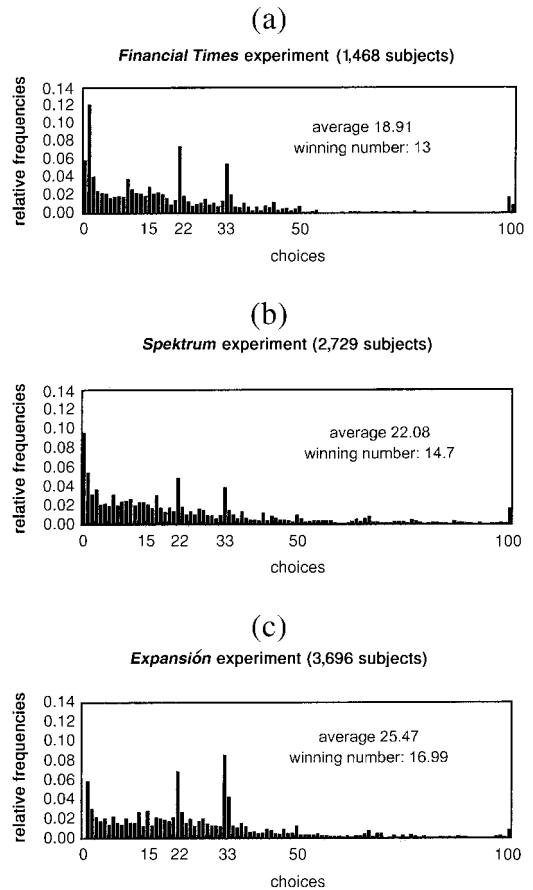 (a)
Financial Times experiment (1,468 subjects)
relative frequencies
0.14
0.12
0.10
0.08
0.06
0.04
0.02
0.00
average 18.91
winning number: 13
0 15 22 33 50 100
choices
(b)
Spektrum experiment (2,729 subjects)
relative frequencies
0.14
0.12
0.10
0.08
0.06
0.04
0.02
0.00
average 22.08
winning number: 14.7
0 15 22 33 50 100
choices
(c)
Expansión experiment (3,696 subjects)
relative frequencies
0.14
0.12
0.10
0.08
0.06
0.04
0.02
0.00
average 25.47
winning number: 16.99
0 15 22 33 50 100
choices